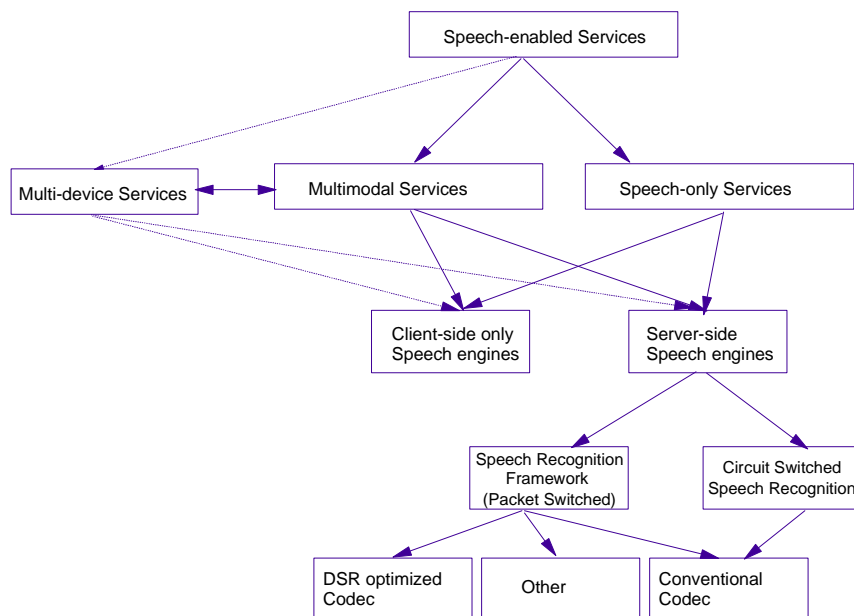 Speech-enabled Services
Multi-device Services
Multimodal Services
Speech-only Services
Client-side only
Speech engines
Server-side
Speech engines
Speech Recognition
Framework
(Packet Switched)
Circuit Switched
Speech Recognition
DSR optimized
Codec
Other
Conventional
Codec